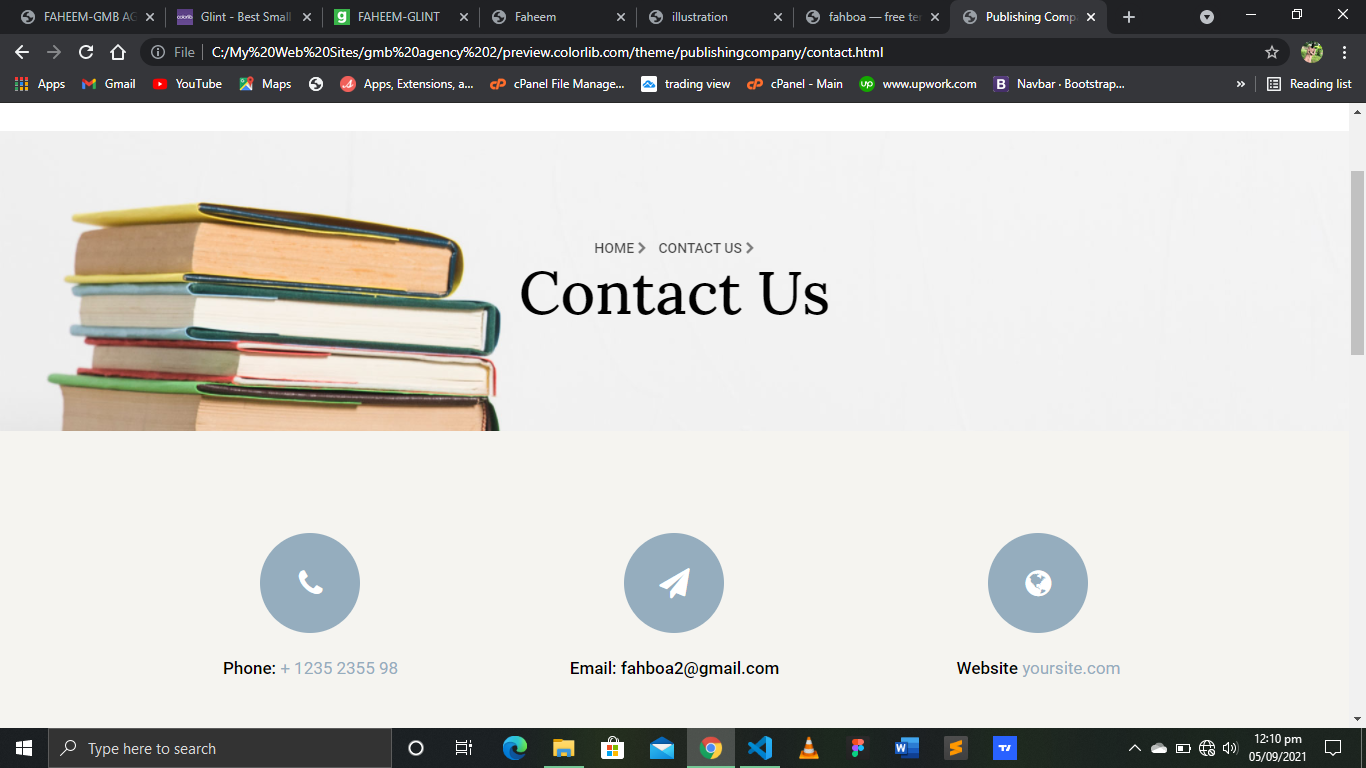 FAHEEM-GMB AG
Glint - Best Small
FAHEEM-GLINT
Faheem
illustration
fahboa — free te
Publishing Comp
File
C:/My%20Web%20Sites/gmb%20agency%202/preview.colorlib.com/theme/publishingcompany/contact.html
Apps
Gmail
YouTube
Maps
Apps, Extensions, a...
cPanel File Manage...
trading view
cPanel - Main
www.upwork.com
Navbar · Bootstrap...
»
Reading list
HOME CONTACT US
Contact Us
Phone: + 1235 2355 98
Email: fahboa2@gmail.com
Website yoursite.com
Type here to search
12:10 pm
05/09/2021